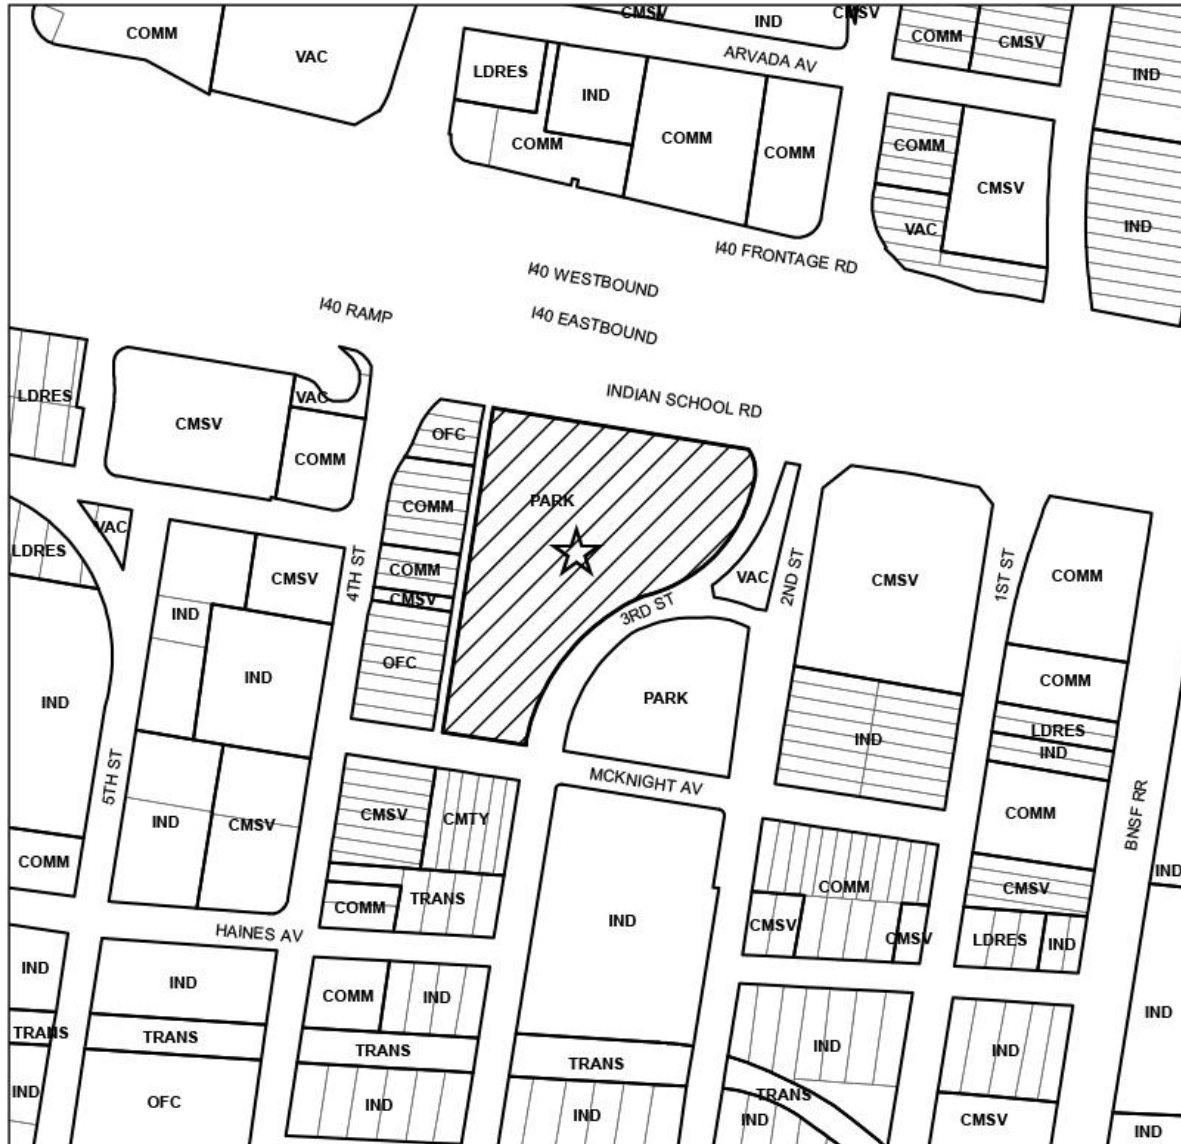 CMSV
IND
CMSV
COMM
COMM
CMSV
VAC
ARVADA AV
LDRES
IND
IND
COMM
COMM
COMM
COMM
COMM
CMSV
IND
VAC
I40 FRONTAGE RD
I40 WESTBOUND
I40 RAMP
I40 EASTBOUND
LDRES
VAC
INDIAN SCHOOL RD
CMSV
OFC
COMM
PARK
COMM
VAC
LDRES
4TH ST
COMM
CMSV
CMSV
VAC
2ND ST
CMSV
1ST ST
COMM
CMSV
IND
3RD ST
OFC
IND
PARK
COMM
IND
LDRES
IND
IND
5TH ST
MCKNIGHT AV
IND
CMSV
CMSV
CMTY
COMM
BNSF RR
COMM
IND
COMM
CMSV
COMM
TRANS
IND
CMSV
CMSV
LDRES
IND
HAINES AV
IND
IND
COMM
IND
IND
TRANS
TRANS
TRANS
TRANS
IND
IND
IND
OFC
IND
IND
TRANS
IND
CMSV
IND